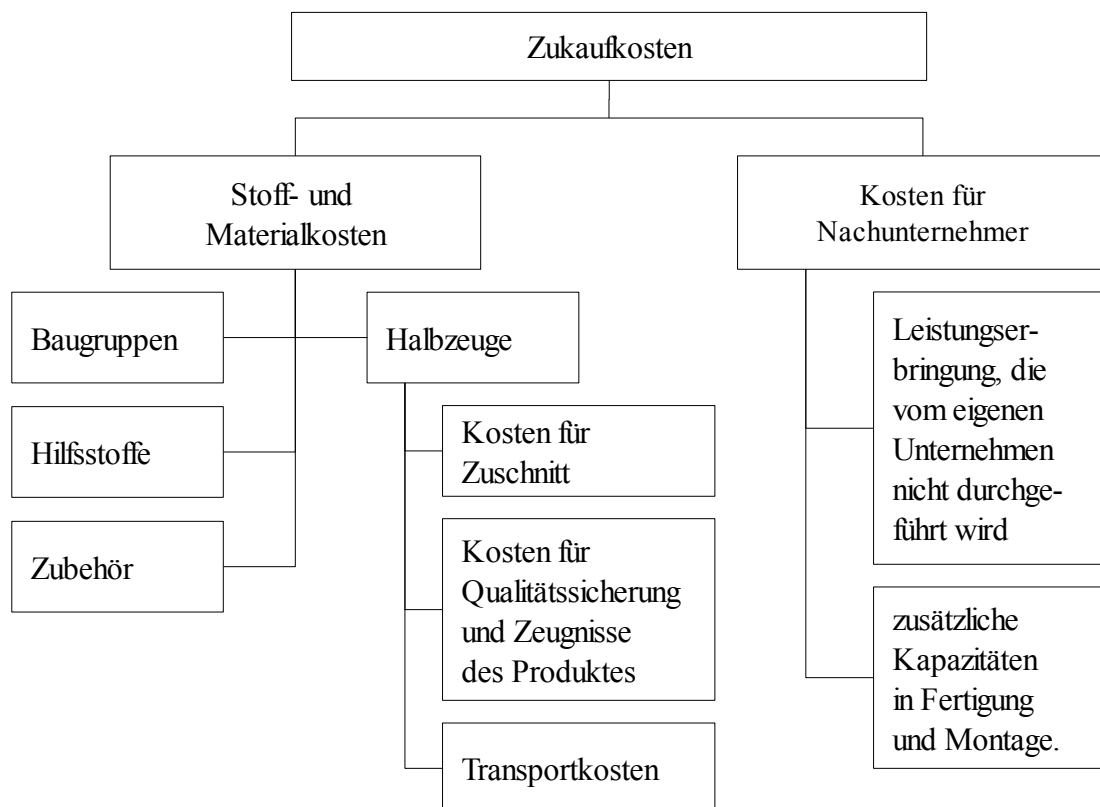 Zukaufkosten
Stoff- und
Materialkosten
Kosten für
Nachunternehmer
Baugruppen
Hilfsstoffe
Zubehör
Halbzeuge
Kosten für
Zuschnitt
Kosten für
Qualitätssicherung
und Zeugnisse
des Produktes
Transportkosten
Leistungser-
bringung, die
vom eigenen
Unternehmen
nicht durchge-
führt wird
zusätzliche
Kapazitäten
in Fertigung
und Montage.